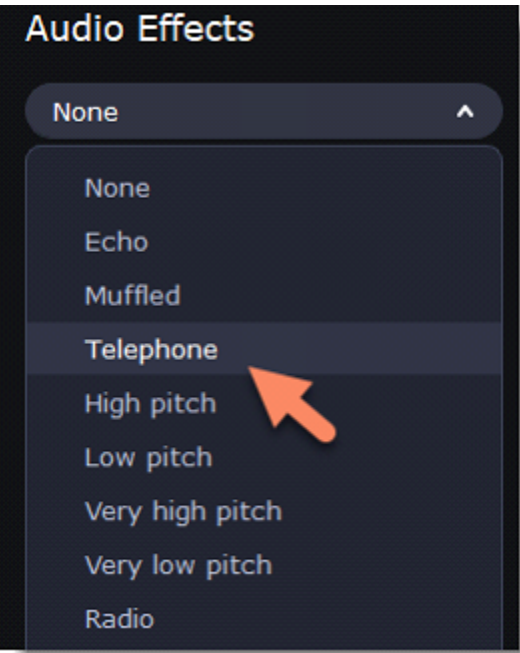 Audio Effects
None
None
Echo
Muffled
Telephone
High pitch
Low pitch
Very high pitch
Very low pitch
Radio